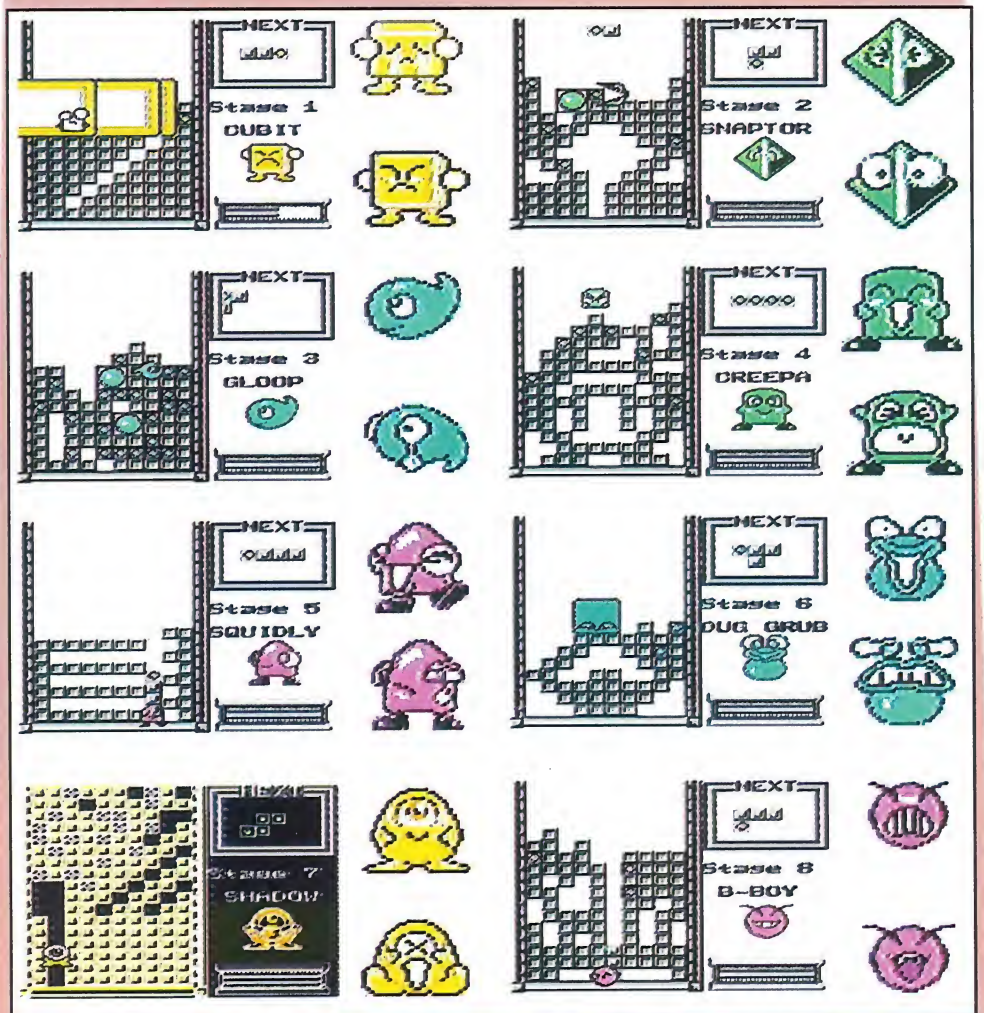 NEXT
Stage 1
CUBIT
NEXT
Stage 2
SNAPTOR
NEXT
Stage 3
GLOOP
NEXT
Stage 4
CREEPA
NEXT
Stage 5
SQUIDLY
NEXT
Stage 6
DUG GRUB
NEXT
Stage 7
SHADOW
NEXT
Stage 8
B-BOY